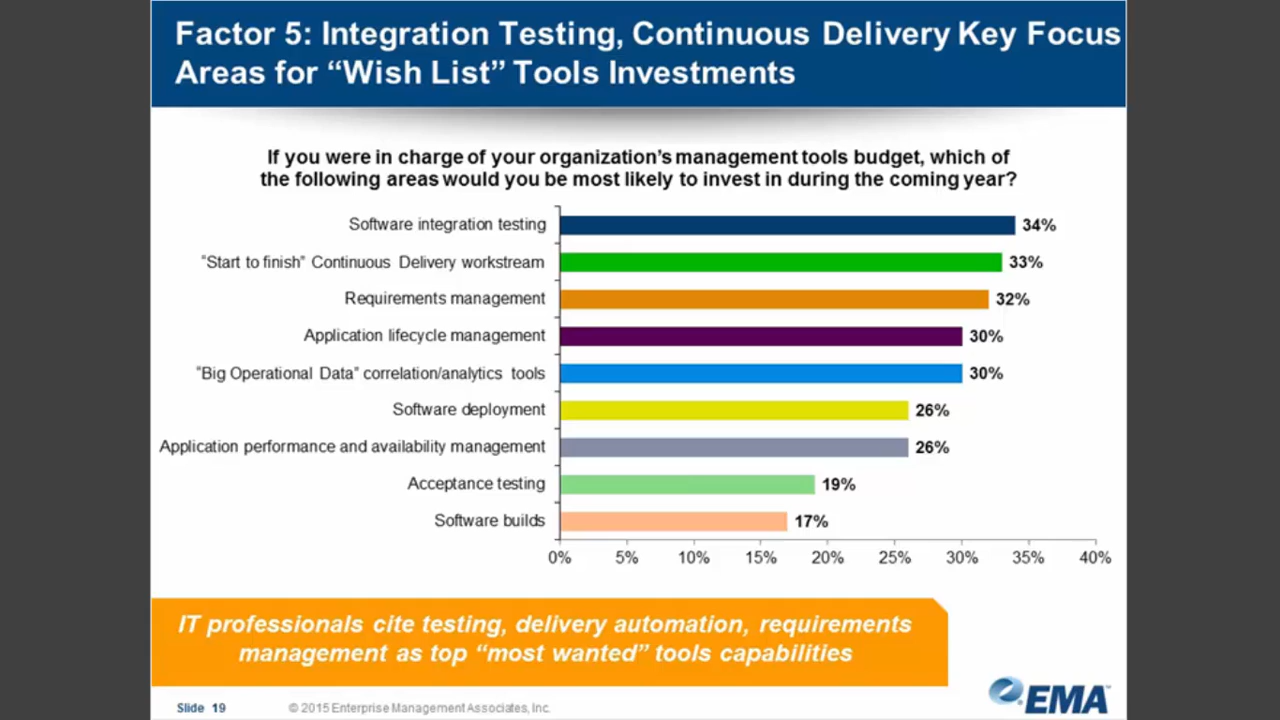 Factor 5: Integration Testing, Continuous Delivery Key Focus
Areas for “Wish List” Tools Investments
If you were in charge of your organization’s management tools budget, which of
the following areas would you be most likely to invest in during the coming year?
Software integration testing 34%
"Start to finish" Continuous Delivery workstream 33%
Requirements management 32%
Application lifecycle management 30%
"Big Operational Data" correlation/analytics tools 30%
Software deployment 26%
Application performance and availability management 26%
Acceptance testing 19%
Software builds 17%
0% 5% 10% 15% 20% 25% 30% 35% 40%
IT professionals cite testing, delivery automation, requirements
management as top “most wanted” tools capabilities
Slide 19 © 2015 Enterprise Management Associates, Inc.
EMA™